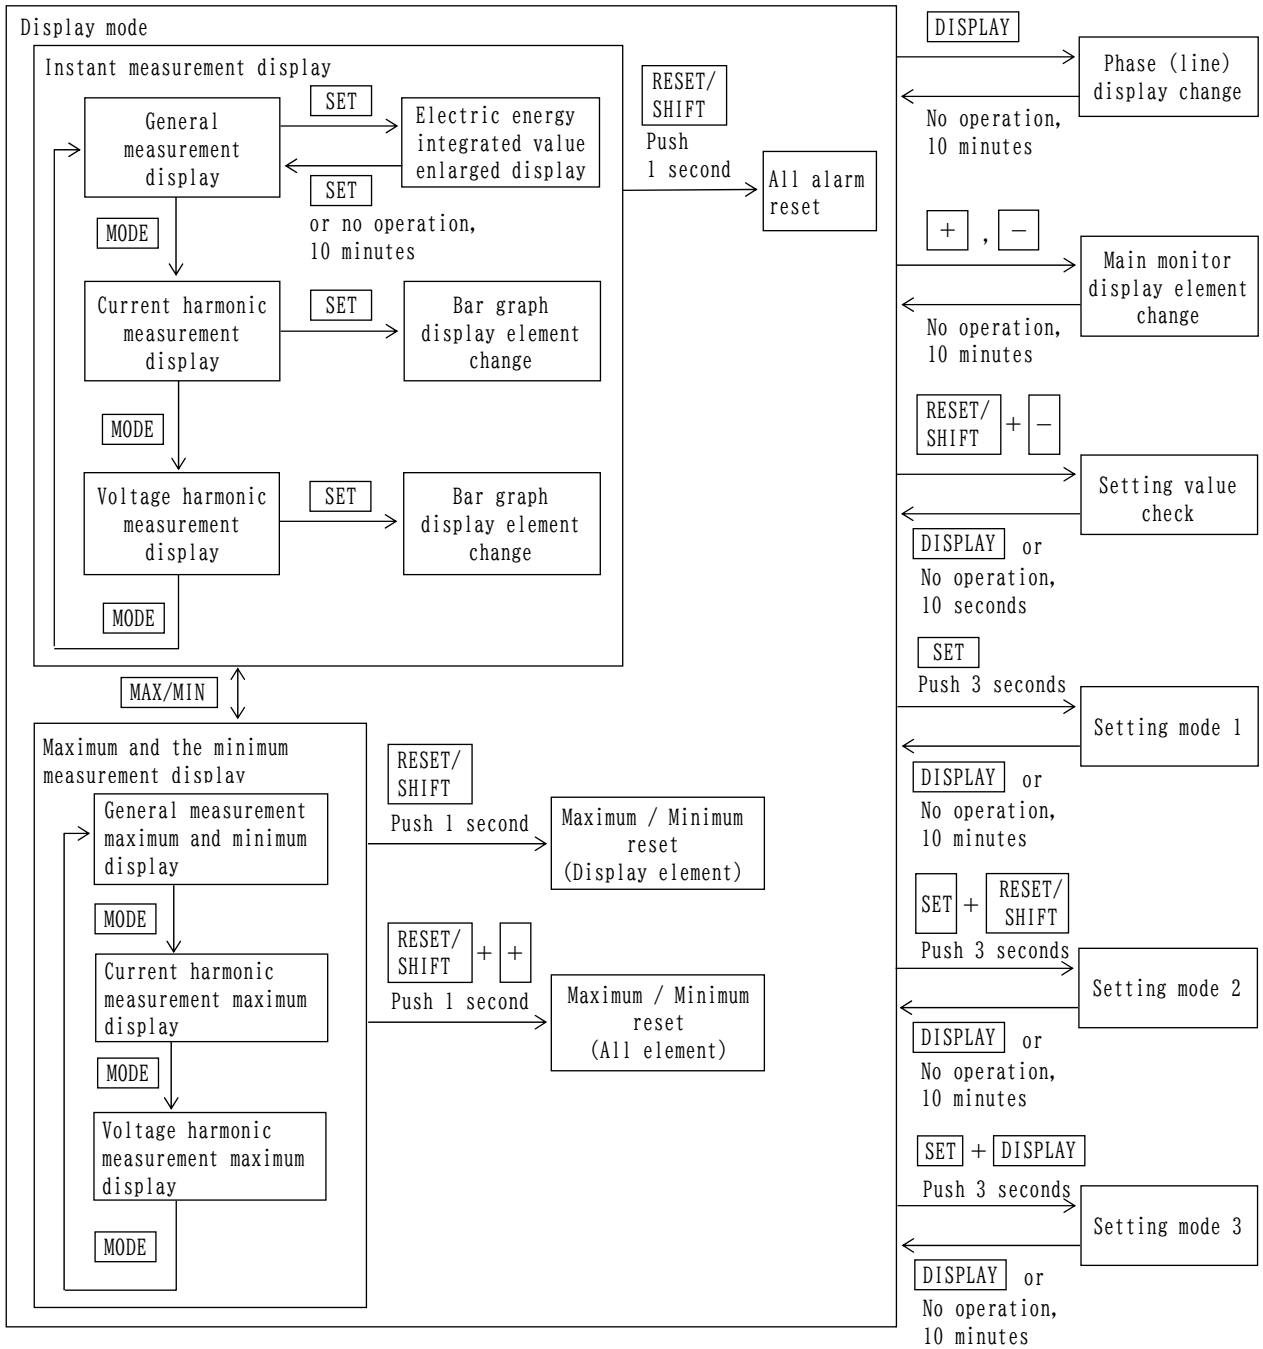 Display mode
Instant measurement display
General
measurement
display
SET
Electric energy
integrated value
enlarged display
SET
or no operation,
10 minutes
MODE
Current harmonic
measurement
display
SET
Bar graph
display element
change
MODE
Voltage harmonic
measurement
display
SET
Bar graph
display element
change
MODE
RESET/
SHIFT
Push
1 second
All alarm
reset
MAX/MIN
Maximum and the minimum
measurement display
General measurement
maximum and minimum
display
MODE
Current harmonic
measurement maximum
display
MODE
Voltage harmonic
measurement maximum
display
MODE
RESET/
SHIFT
Push 1 second
Maximum / Minimum
reset
(Display element)
RESET/
SHIFT + +
Push 1 second
Maximum / Minimum
reset
(All element)
DISPLAY
Phase (line)
display change
No operation,
10 minutes
+ , −
Main monitor
display element
change
No operation,
10 minutes
RESET/
SHIFT + −
Setting value
check
DISPLAY or
No operation,
10 seconds
SET
Push 3 seconds
Setting mode 1
DISPLAY or
No operation,
10 minutes
SET + RESET/
SHIFT
Push 3 seconds
Setting mode 2
DISPLAY or
No operation,
10 minutes
SET + DISPLAY
Push 3 seconds
Setting mode 3
DISPLAY or
No operation,
10 minutes